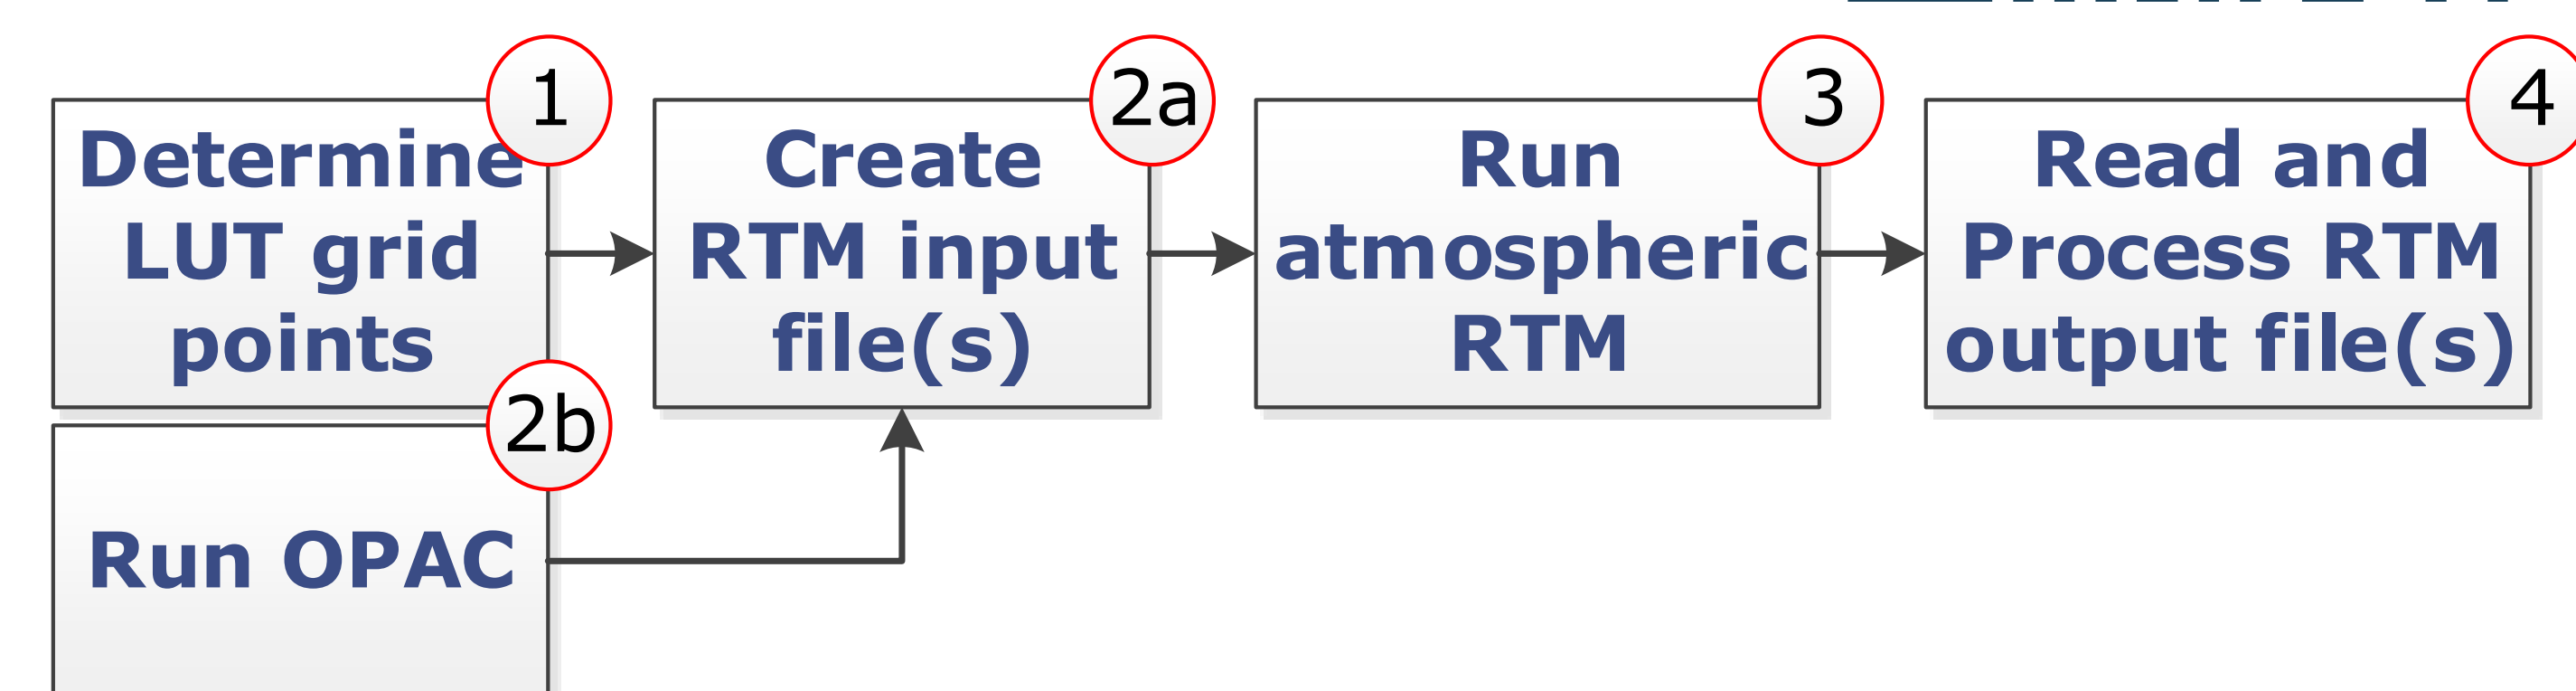 1
Determine
LUT grid
points
2a
Create
RTM input
file(s)
3
Run
atmospheric
RTM
4
Read and
Process RTM
output file(s)
2b
Run OPAC